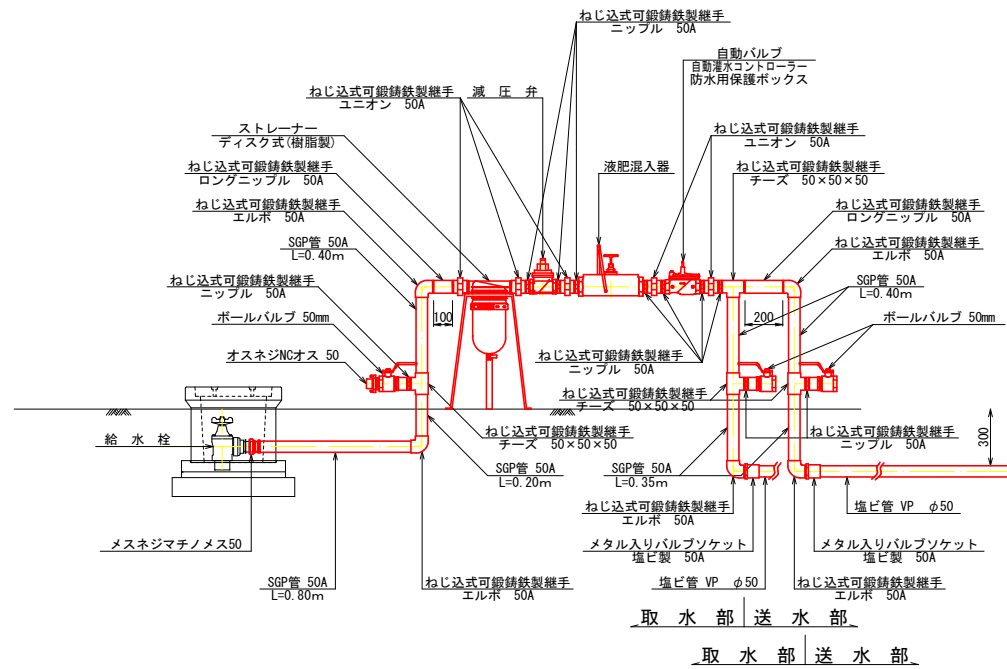 ねじ込式可鍛鋳鉄製継手
ニップル 50A
自動バルブ
自動灌水コントローラー
防水用保護ボックス
ねじ込式可鍛鋳鉄製継手
ユニオン 50A
減 圧 弁
ストレーナー
ディスク式(樹脂製)
ねじ込式可鍛鋳鉄製継手
ユニオン 50A
ねじ込式可鍛鋳鉄製継手
ロングニップル 50A
液肥混入器
ねじ込式可鍛鋳鉄製継手
チーズ 50×50×50
ねじ込式可鍛鋳鉄製継手
エルボ 50A
ねじ込式可鍛鋳鉄製継手
ロングニップル 50A
SGP管 50A
L=0.40m
ねじ込式可鍛鋳鉄製継手
エルボ 50A
ねじ込式可鍛鋳鉄製継手
ニップル 50A
SGP管 50A
L=0.40m
ボールバルブ 50mm
100
200
ボールバルブ 50mm
オスネジNCオス 50
ねじ込式可鍛鋳鉄製継手
ニップル 50A
ねじ込式可鍛鋳鉄製継手
チーズ 50×50×50
給 水 栓
ねじ込式可鍛鋳鉄製継手
チーズ 50×50×50
ねじ込式可鍛鋳鉄製継手
ニップル 50A
300
SGP管 50A
L=0.20m
SGP管 50A
L=0.35m
ねじ込式可鍛鋳鉄製継手
エルボ 50A
塩ビ管 VP φ50
メスネジマチノメス50
メタル入りバルブソケット
塩ビ製 50A
メタル入りバルブソケット
塩ビ製 50A
SGP管 50A
L=0.80m
ねじ込式可鍛鋳鉄製継手
エルボ 50A
塩ビ管 VP φ50
ねじ込式可鍛鋳鉄製継手
エルボ 50A
取 水 部 送 水 部
取 水 部 送 水 部